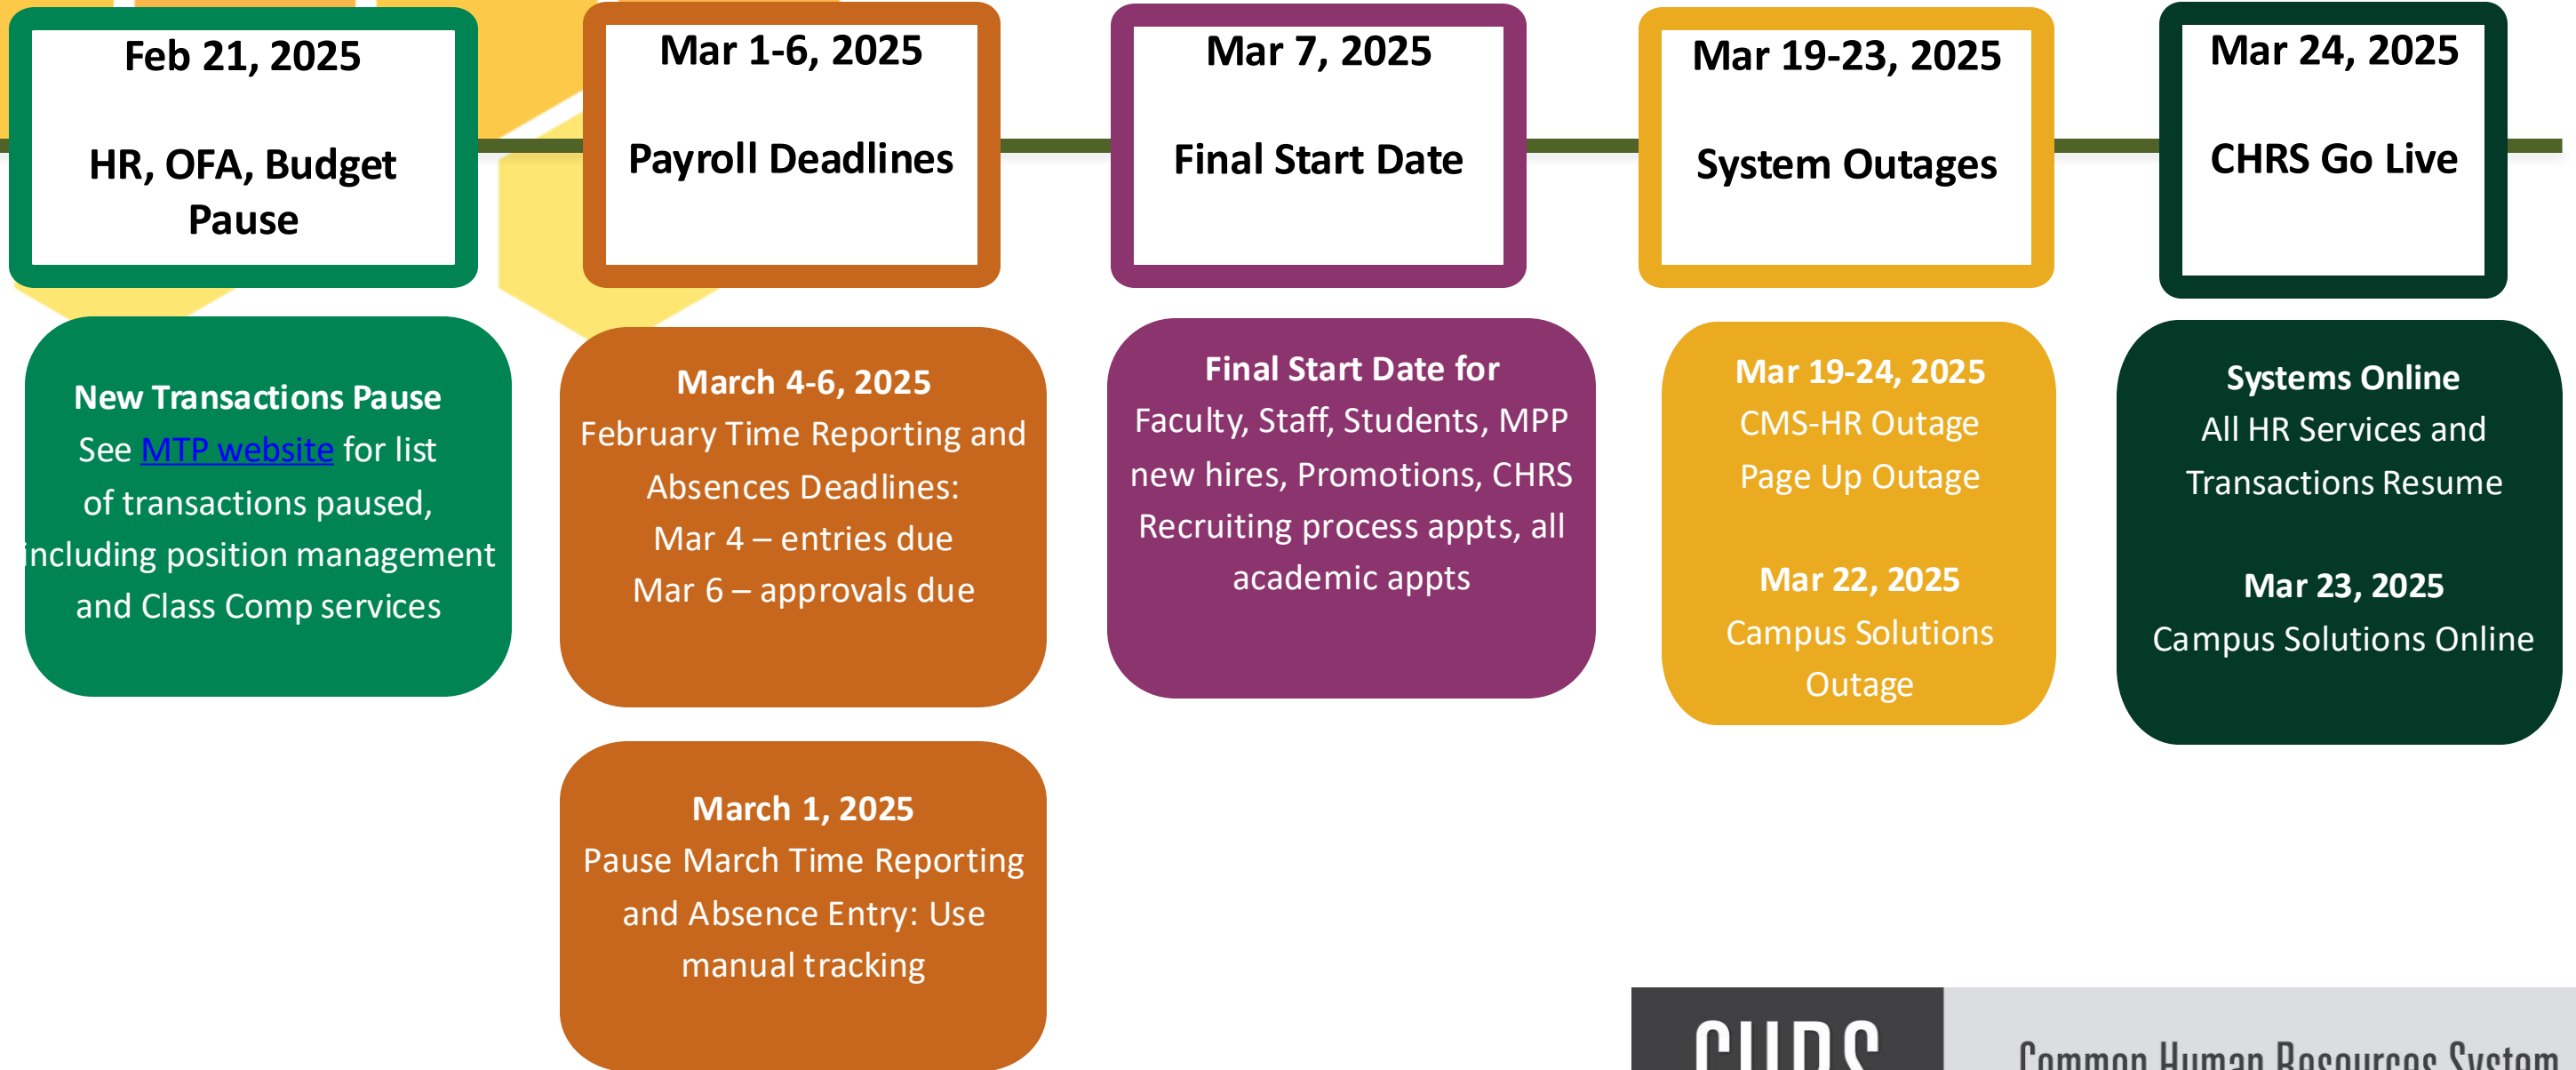 Feb 21, 2025
HR, OFA, Budget
Pause
New Transactions Pause
See MTP website for list
of transactions paused,
including position management
and Class Comp services
Mar 1-6, 2025
Payroll Deadlines
March 4-6, 2025
February Time Reporting and
Absences Deadlines:
Mar 4 – entries due
Mar 6 – approvals due
March 1, 2025
Pause March Time Reporting
and Absence Entry: Use
manual tracking
Mar 7, 2025
Final Start Date
Final Start Date for
Faculty, Staff, Students, MPP
new hires, Promotions, CHRS
Recruiting process appts, all
academic appts
Mar 19-23, 2025
System Outages
Mar 19-24, 2025
CMS-HR Outage
Page Up Outage
Mar 22, 2025
Campus Solutions
Outage
Mar 24, 2025
CHRS Go Live
Systems Online
All HR Services and
Transactions Resume
Mar 23, 2025
Campus Solutions Online
CHRS
Common Human Resources System